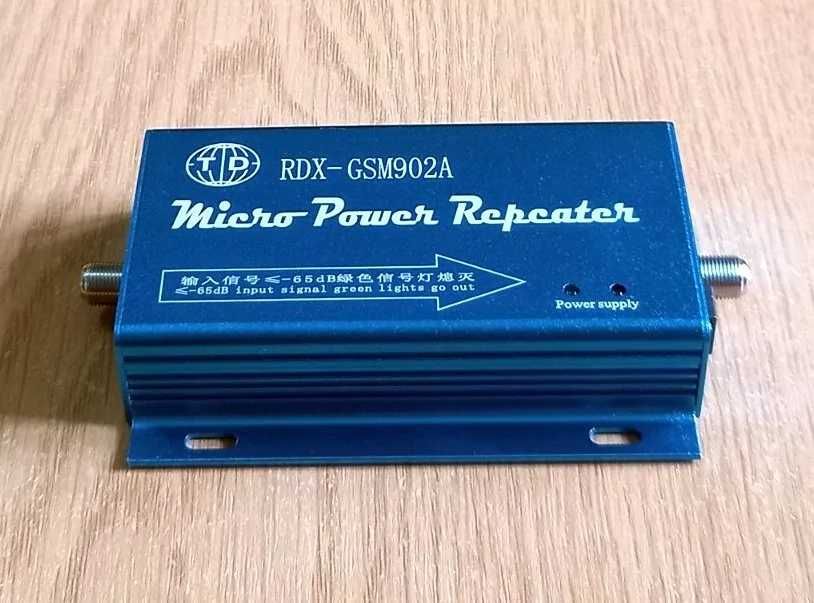 TD
RDX-GSM902A
Micro Power Repeater
输入信号≤-65dB绿色信号灯熄灭
≤-65dB input signal green lights go out
Power supply